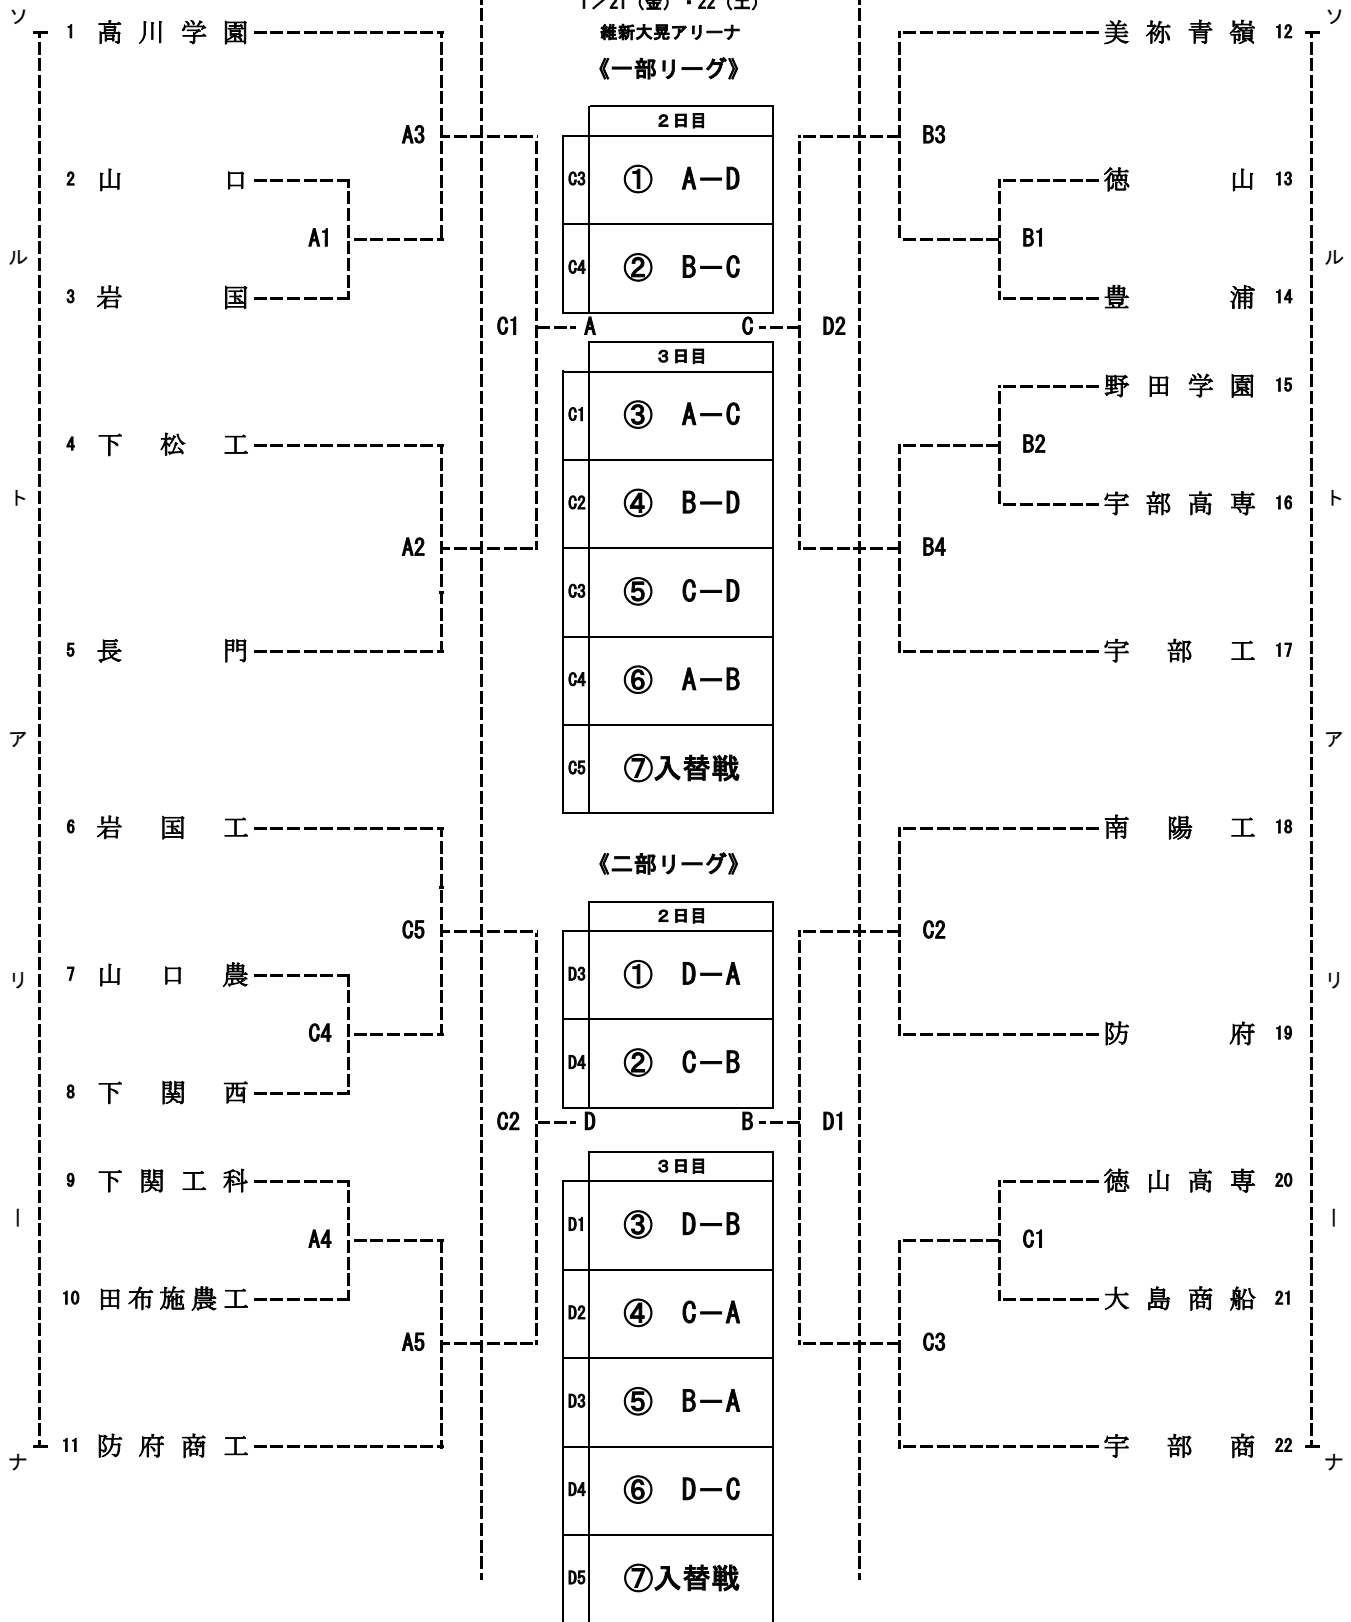 1／21（金）・22（土）
維新大晃アリーナ
《一部リーグ》
ソルトアリーナ
1 高川学園
2 山口
3 岩国
4 下松工
5 長門
6 岩国工
7 山口農
8 下関西
9 下関工科
10 田布施農工
11 防府商工
A3
A1
A2
C5
C4
A4
A5
C1 A
C2 D
2日目
C3 ① A－D
C4 ② B－C
3日目
C1 ③ A－C
C2 ④ B－D
C3 ⑤ C－D
C4 ⑥ A－B
C5 ⑦入替戦
《二部リーグ》
2日目
D3 ① D－A
D4 ② C－B
3日目
D1 ③ D－B
D2 ④ C－A
D3 ⑤ B－A
D4 ⑥ D－C
D5 ⑦入替戦
C D2
B D1
B3
B1
B2
B4
C2
C1
C3
美祢青嶺 12
徳山 13
豊浦 14
野田学園 15
宇部高専 16
宇部工 17
南陽工 18
防府 19
徳山高専 20
大島商船 21
宇部商 22
ソルトアリーナ